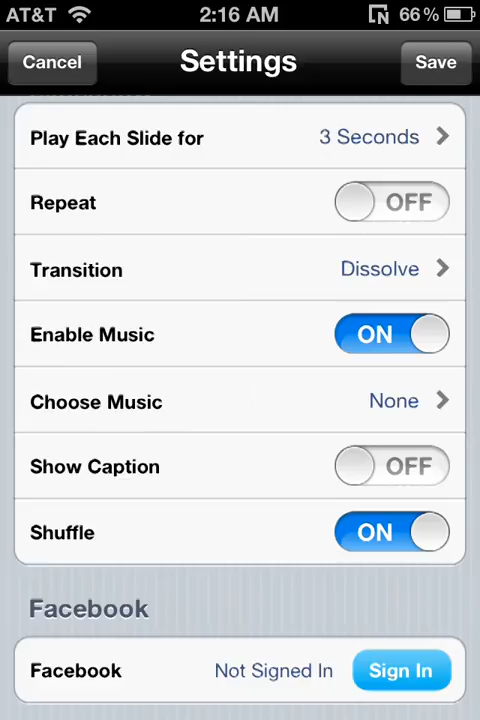 AT&T 2:16 AM 66%
Cancel Settings Save
Play Each Slide for 3 Seconds
Repeat OFF
Transition Dissolve
Enable Music ON
Choose Music None
Show Caption OFF
Shuffle ON
Facebook
Facebook Not Signed In Sign In